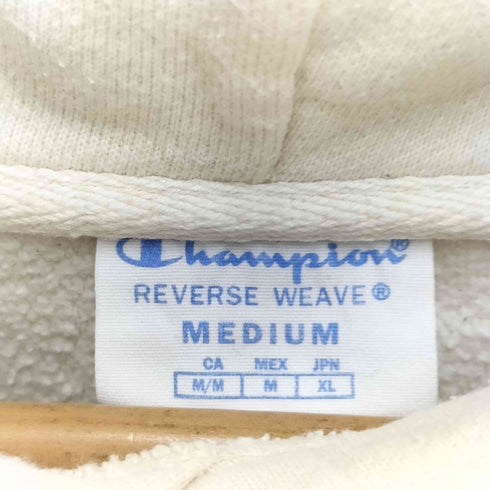 Champion®
REVERSE WEAVE®
MEDIUM
CA MEX JPN
M/M M XL